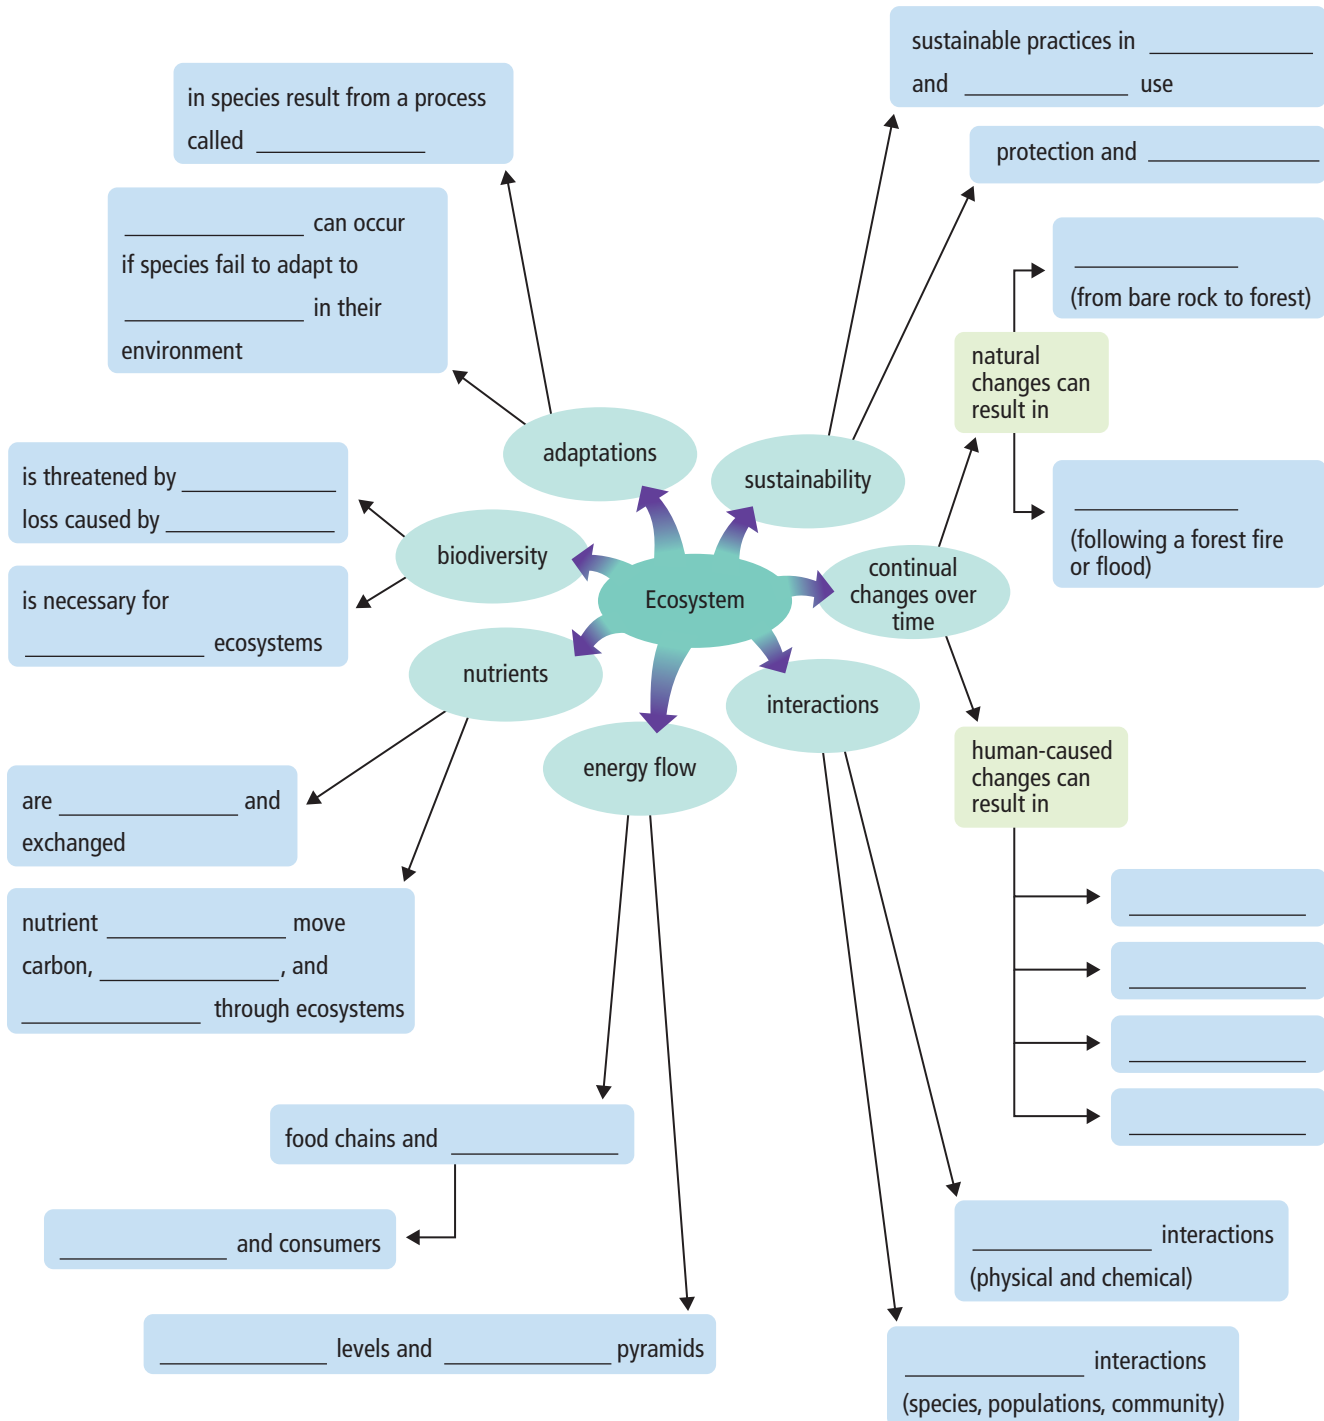 sustainable practices in ____________
and ____________ use
protection and ____________
in species result from a process
called ____________
____________ can occur
if species fail to adapt to
____________ in their
environment
____________
(from bare rock to forest)
natural
changes can
result in
____________
(following a forest fire
or flood)
adaptations
sustainability
is threatened by ____________
loss caused by ____________
biodiversity
is necessary for
____________ ecosystems
Ecosystem
continual
changes over
time
nutrients
interactions
energy flow
human-caused
changes can
result in
____________
____________
____________
____________
are ____________ and
exchanged
nutrient ____________ move
carbon, ____________, and
____________ through ecosystems
food chains and ____________
____________ and consumers
____________ levels and ____________ pyramids
____________ interactions
(physical and chemical)
____________ interactions
(species, populations, community)